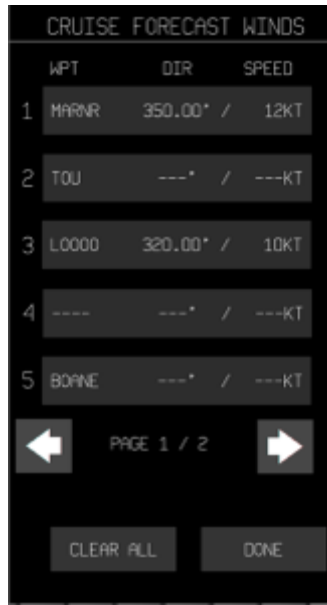 CRUISE FORECAST WINDS
WPT DIR SPEED
1 MARNR 350.00° / 12KT
2 TOU ---° / ---KT
3 LOOOO 320.00° / 10KT
4 ---- ---° / ---KT
5 BOANE ---° / ---KT
PAGE 1 / 2
CLEAR ALL DONE